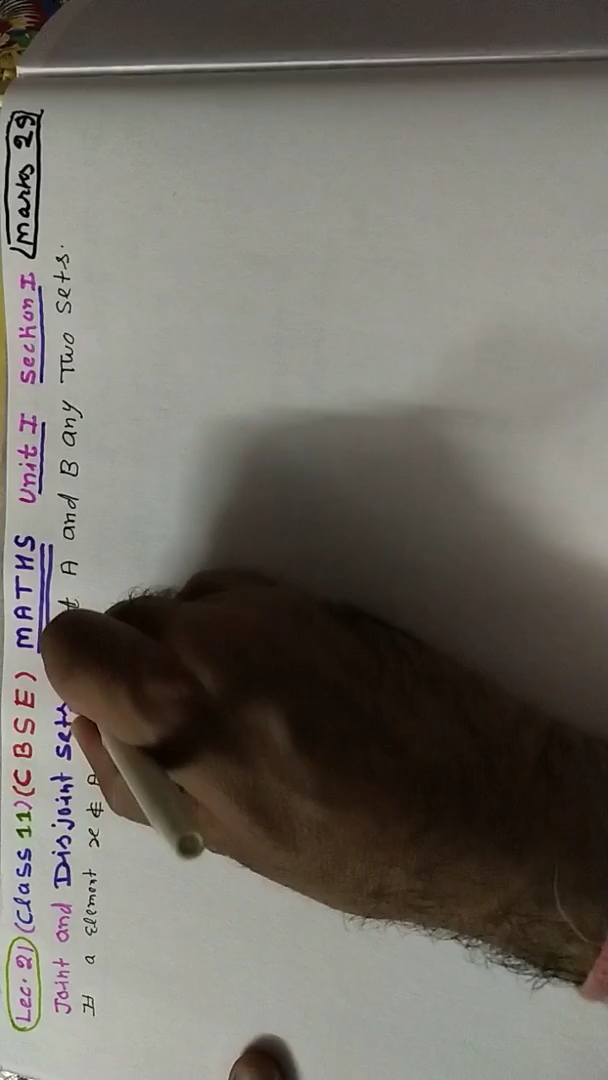 Lec. 21 (Class 11) (CBSE) MATHS Unit I Section I Marks 29
Joint and Disjoint sets A and B any Two sets.
If a Element x ∉ A